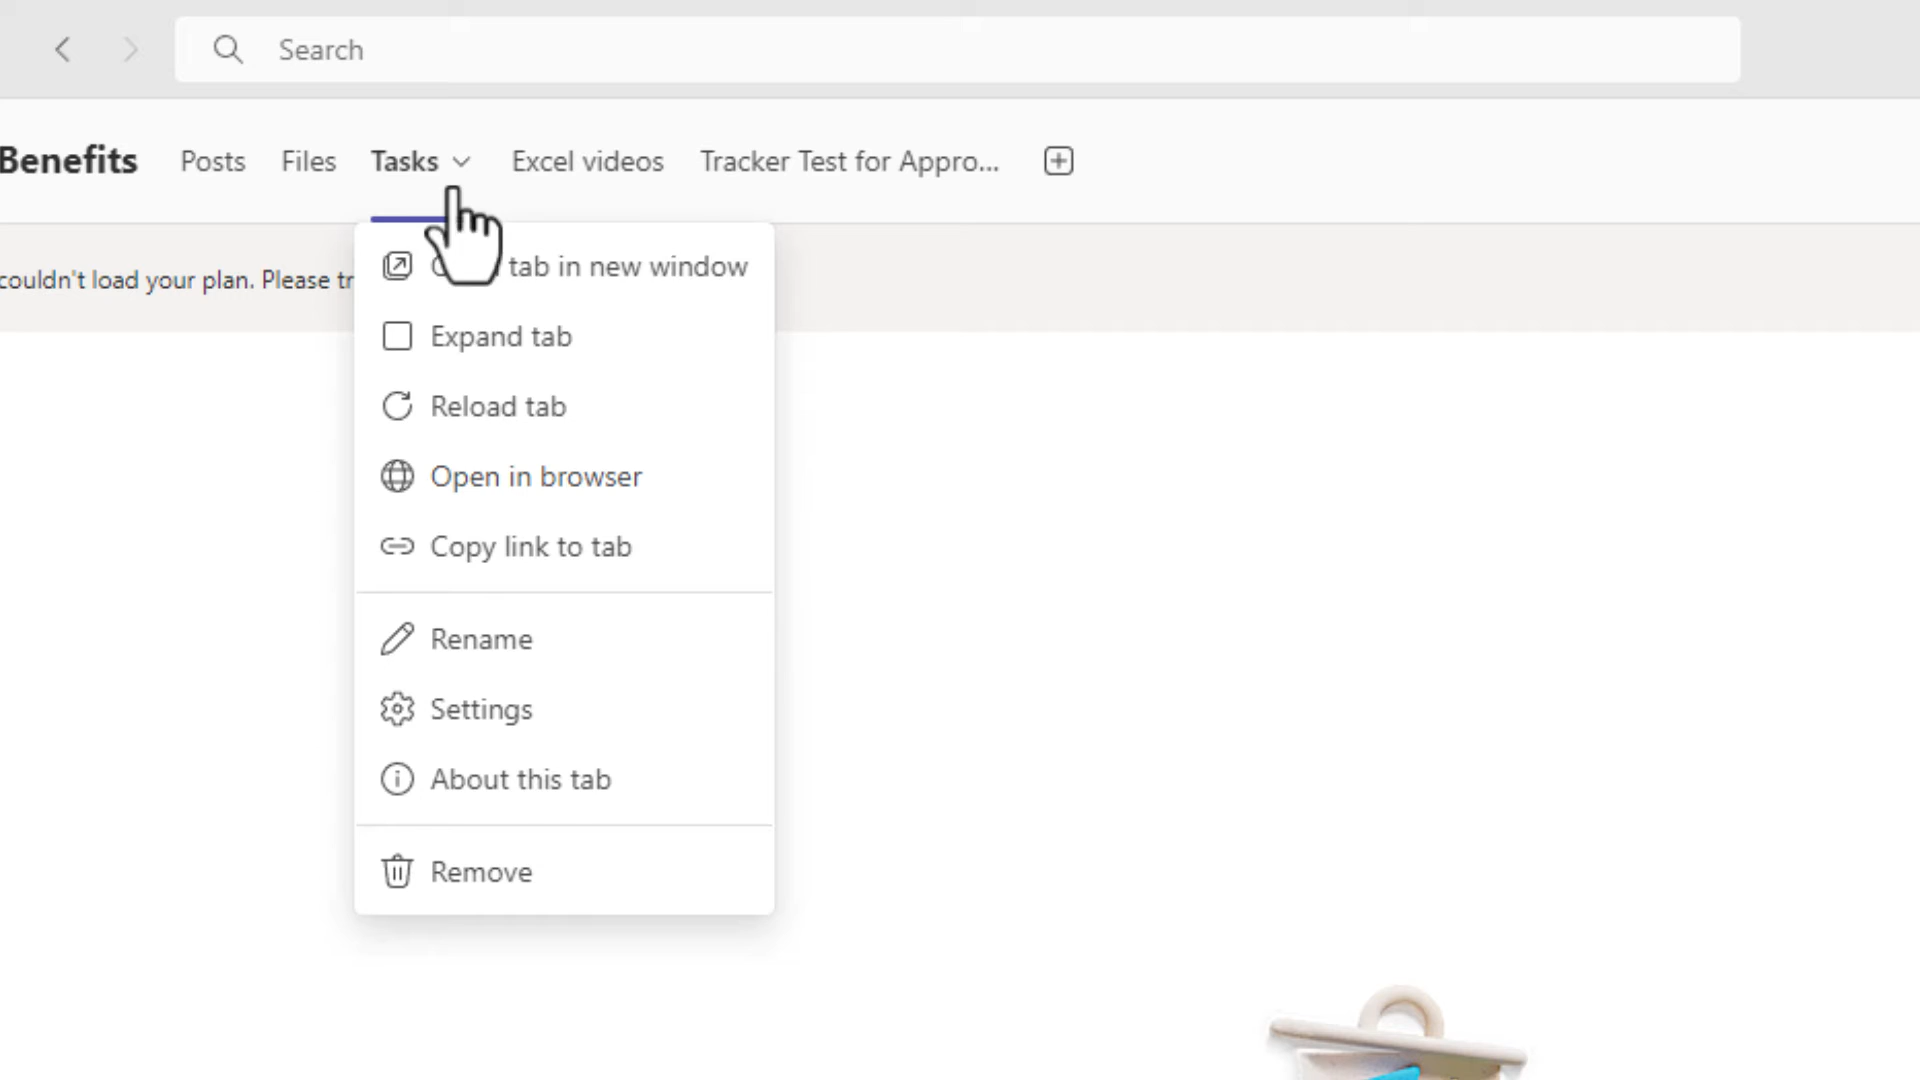 Search
Benefits Posts Files Tasks Excel videos Tracker Test for Appro...
tab in new window
couldn't load your plan. Please tr
Expand tab
Reload tab
Open in browser
Copy link to tab
Rename
Settings
About this tab
Remove